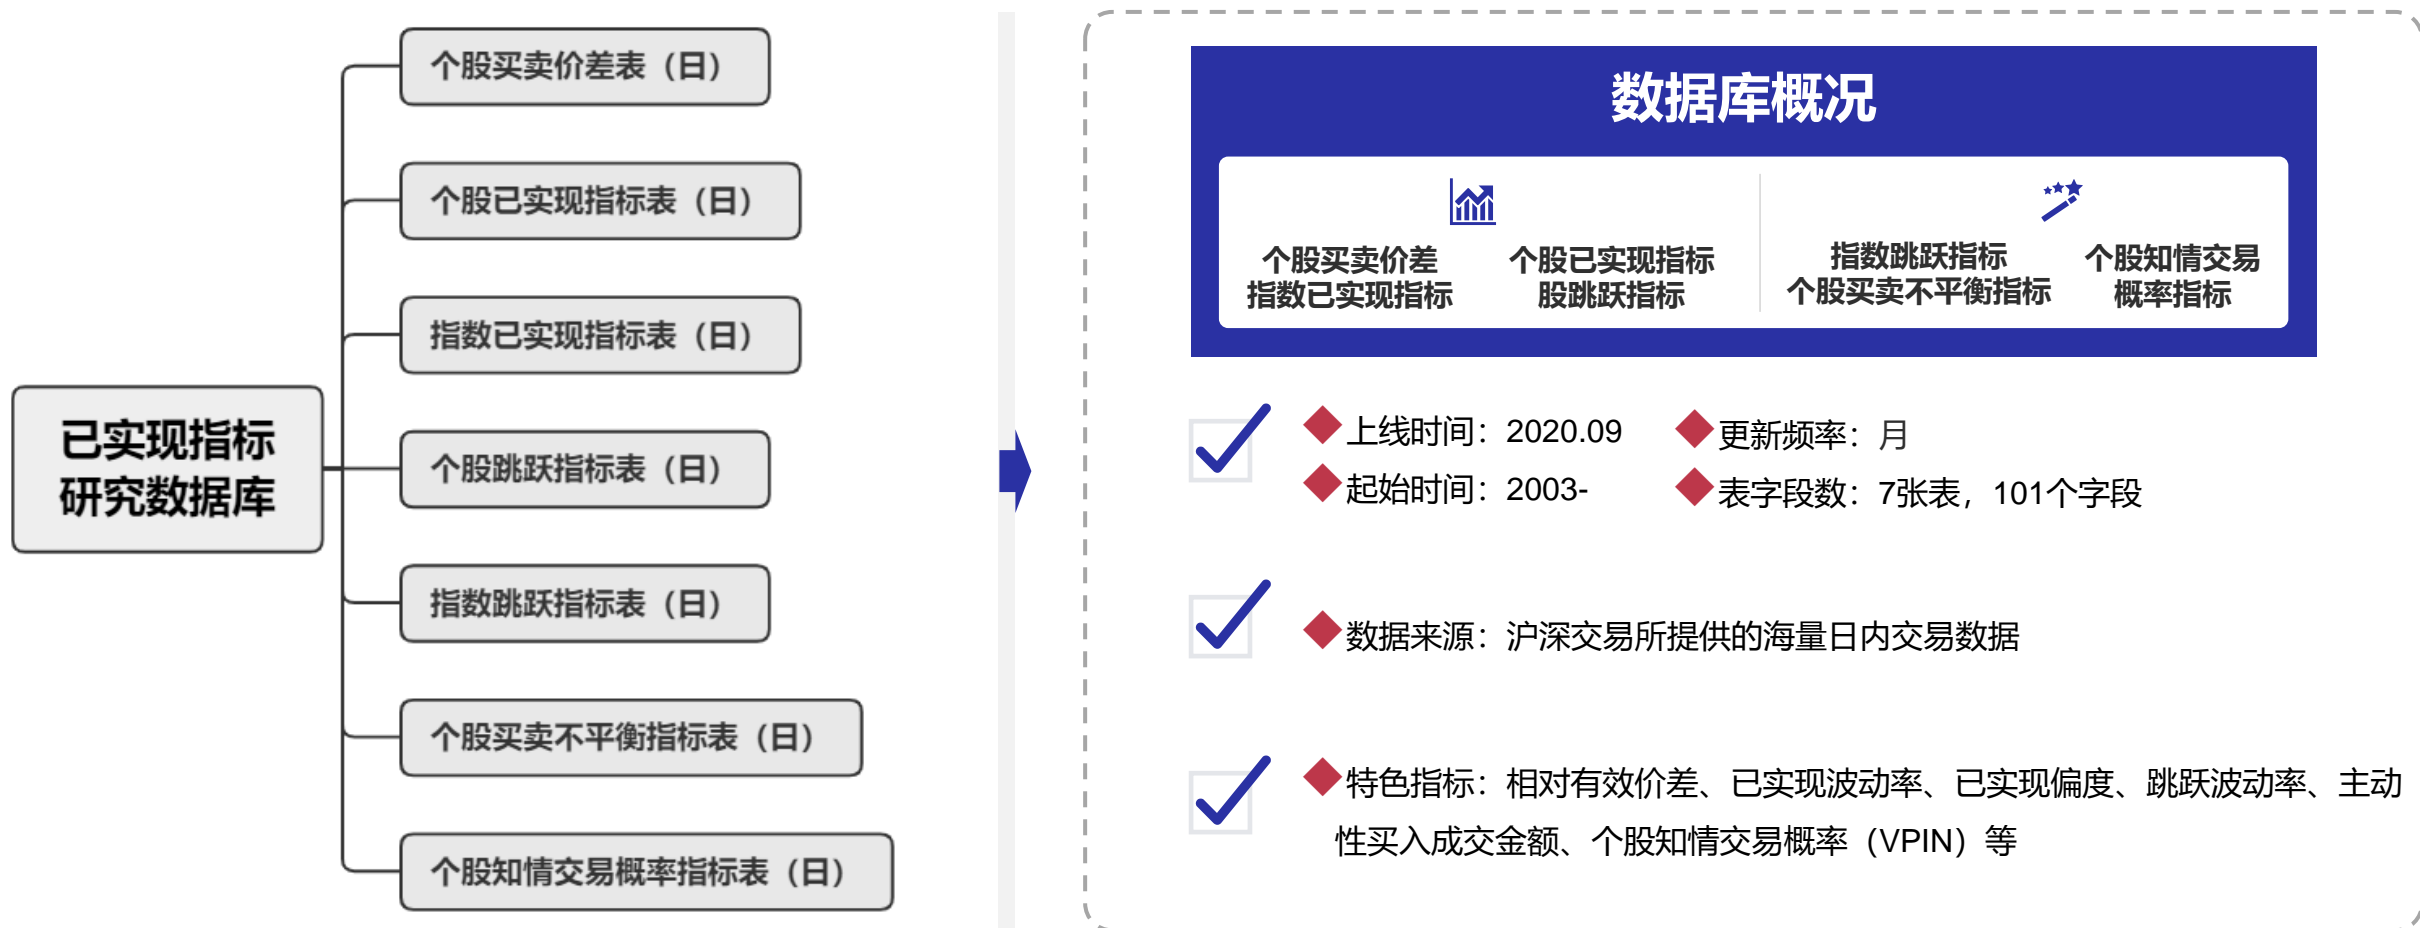 个股买卖价差表（日）
个股已实现指标表（日）
指数已实现指标表（日）
已实现指标
研究数据库
个股跳跃指标表（日）
指数跳跃指标表（日）
个股买卖不平衡指标表（日）
个股知情交易概率指标表（日）
数据库概况
个股买卖价差
指数已实现指标
个股已实现指标
股跳跃指标
指数跳跃指标
个股买卖不平衡指标
个股知情交易
概率指标
上线时间：2020.09
更新频率：月
起始时间：2003-
表字段数：7张表，101个字段
数据来源：沪深交易所提供的海量日内交易数据
特色指标：相对有效价差、已实现波动率、已实现偏度、跳跃波动率、主动
性买入成交金额、个股知情交易概率（VPIN）等